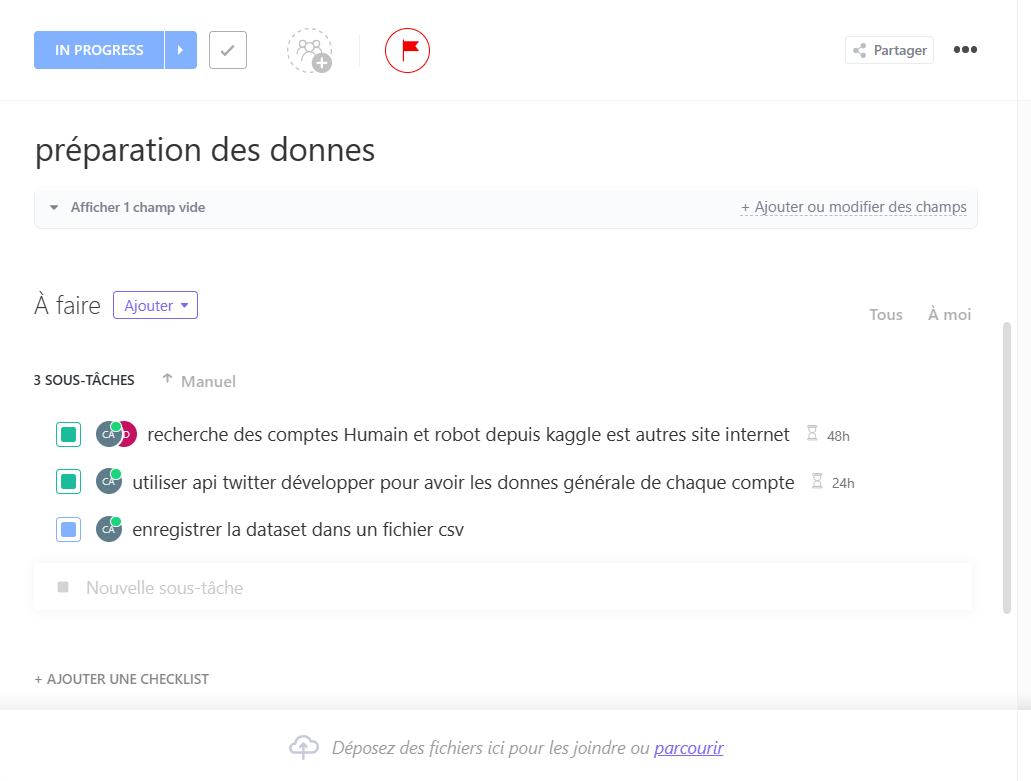 IN PROGRESS
Partager
préparation des donnes
Afficher 1 champ vide
+ Ajouter ou modifier des champs
À faire Ajouter
Tous À moi
3 SOUS-TÂCHES Manuel
CA D recherche des comptes Humain et robot depuis kaggle est autres site internet 48h
CA utiliser api twitter développer pour avoir les donnes générale de chaque compte 24h
CA enregistrer la dataset dans un fichier csv
Nouvelle sous-tâche
+ AJOUTER UNE CHECKLIST
Déposez des fichiers ici pour les joindre ou parcourir